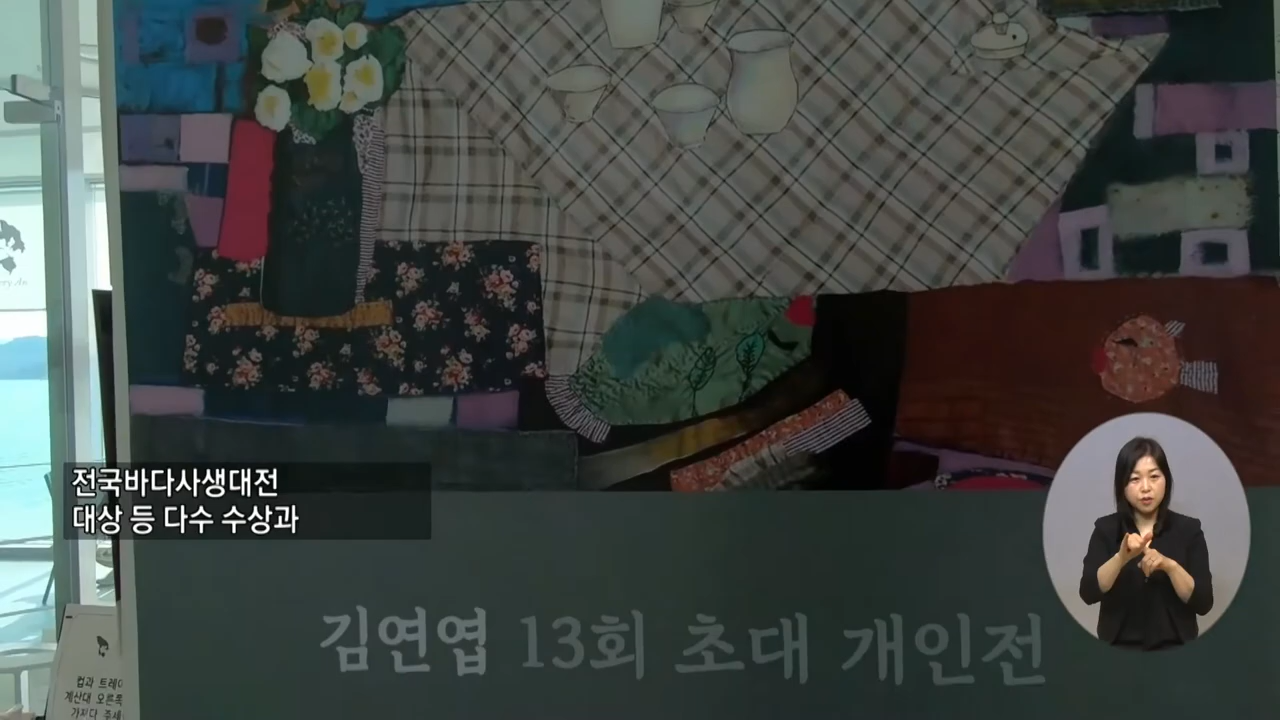 전국바다사생대전
대상 등 다수 수상과
김연엽 13회 초대 개인전
컵과 트레이
계산대 오른쪽
가져다 주세